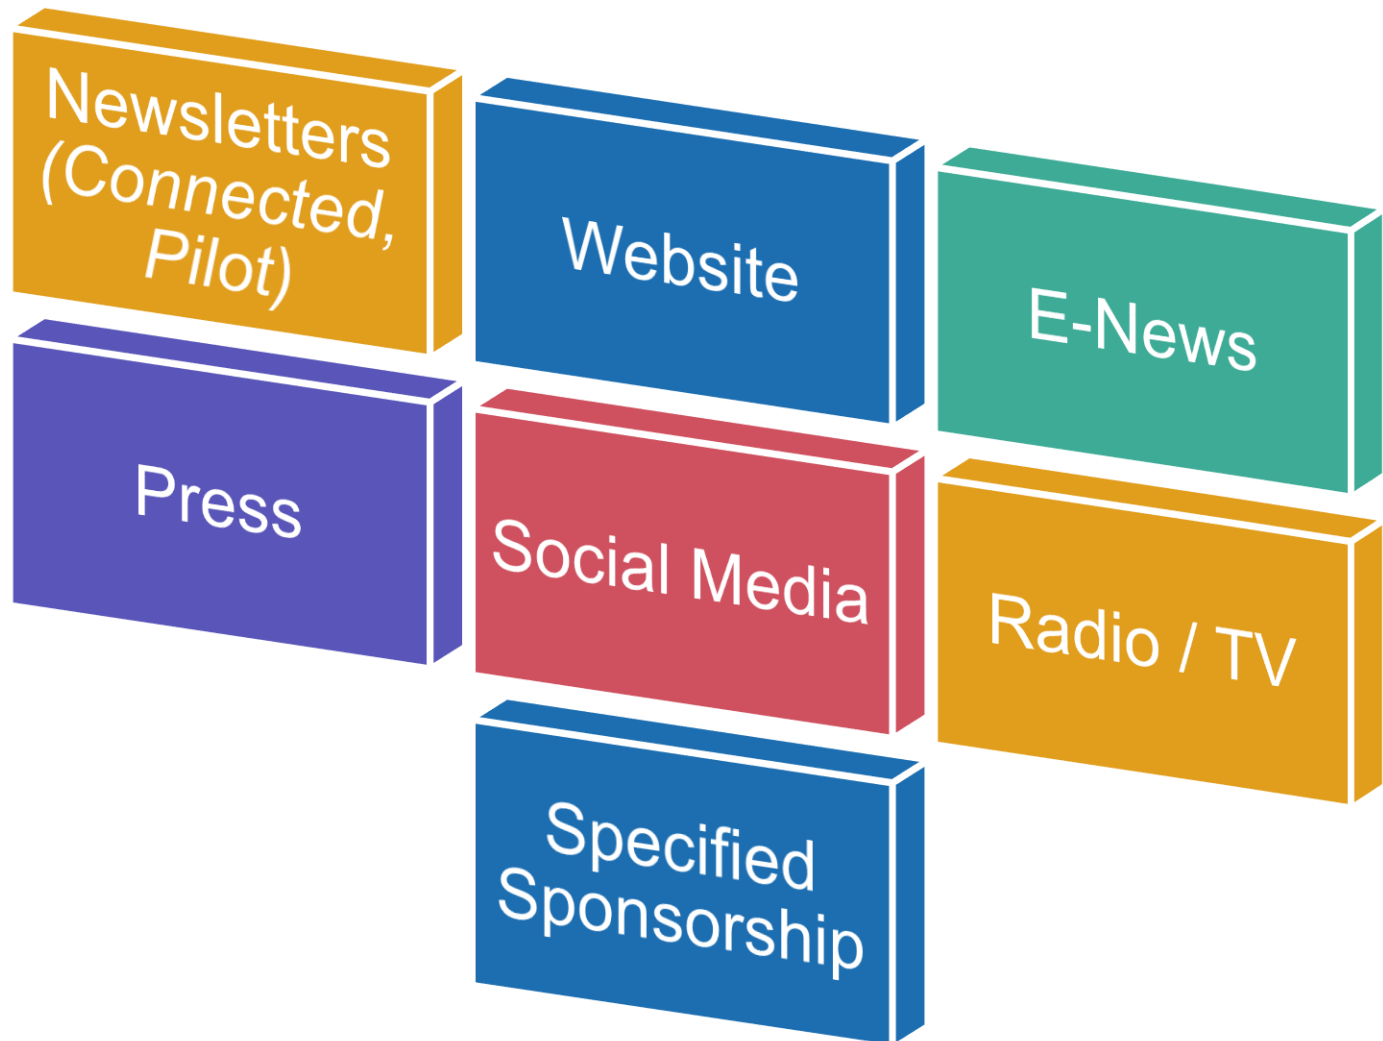 Newsletters
(Connected,
Pilot)
Website
E-News
Press
Social Media
Radio / TV
Specified
Sponsorship